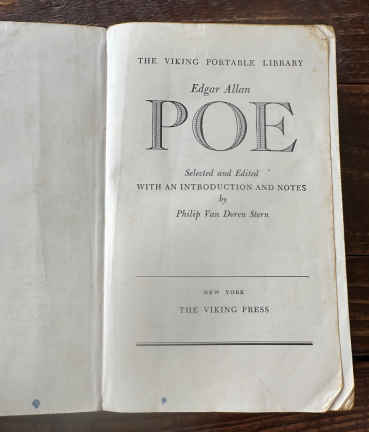 THE VIKING PORTABLE LIBRARY
Edgar Allan
POE
Selected and Edited
WITH AN INTRODUCTION AND NOTES
by
Philip Van Doren Stern
NEW YORK
THE VIKING PRESS